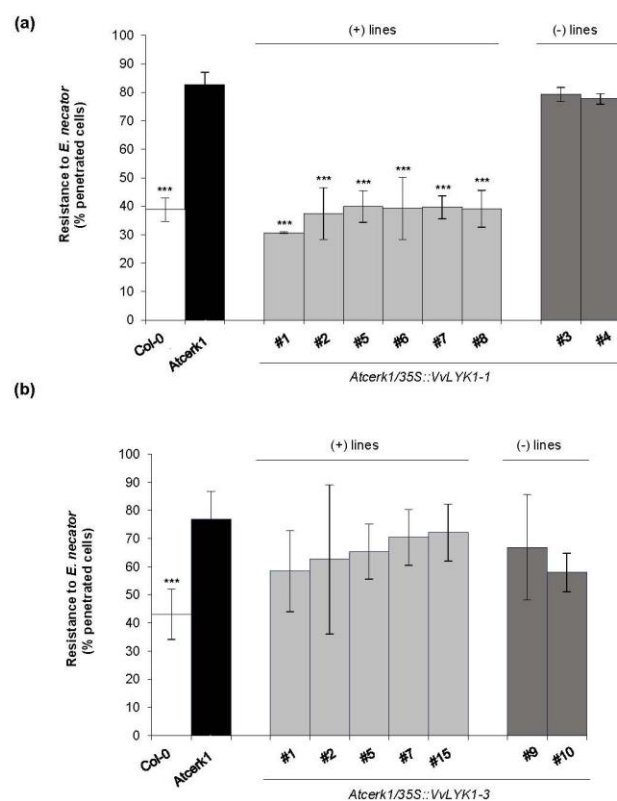 (a)
(+) lines
(-) lines
Resistance to E. necator
(% penetrated cells)
100
90
80
70
60
50
40
30
20
10
0
***
***
***
***
***
***
***
Col-0
Atcerk1
#1
#2
#5
#6
#7
#8
#3
#4
Atcerk1/35S::VvLYK1-1
(b)
(+) lines
(-) lines
Resistance to E. necator
(% penetrated cells)
100
90
80
70
60
50
40
30
20
10
0
***
Col-0
Atcerk1
#1
#2
#5
#7
#15
#9
#10
Atcerk1/35S::VvLYK1-3